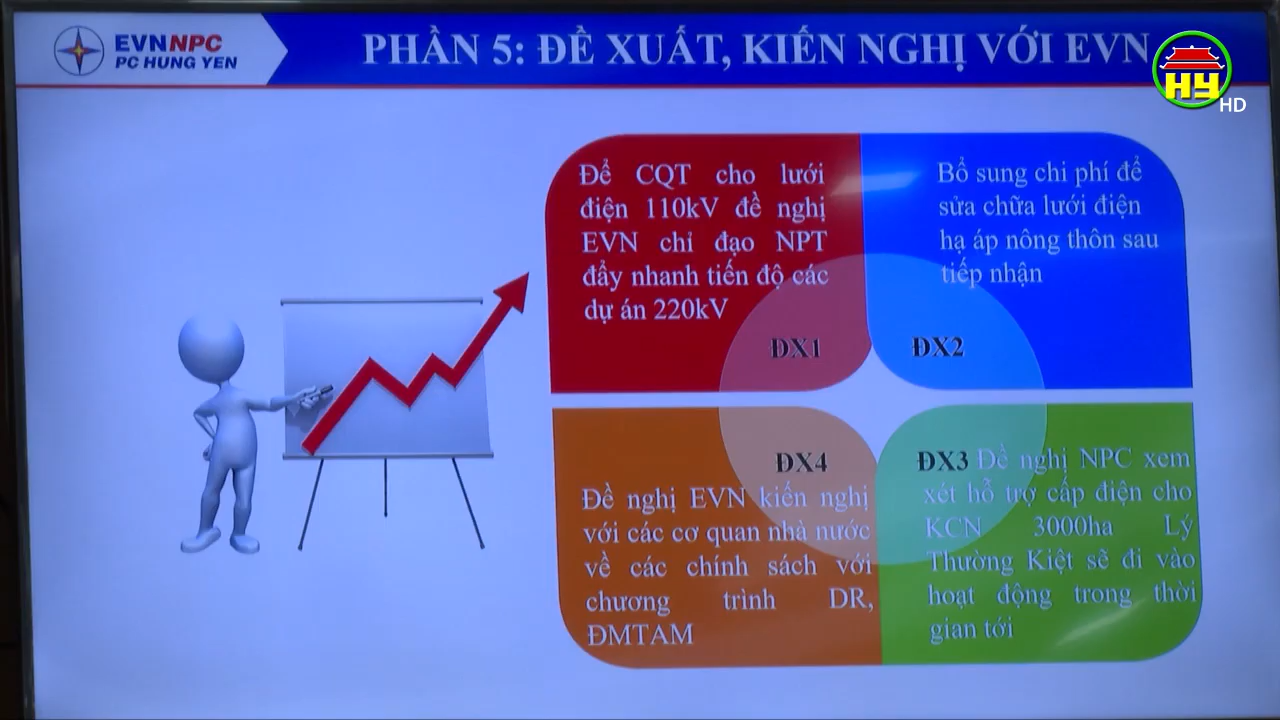 EVNNPC
PC HUNG YEN
PHẦN 5: ĐỀ XUẤT, KIẾN NGHỊ VỚI EVN
HY
HD
Để CQT cho lưới
điện 110kV đề nghị
EVN chỉ đạo NPT
đẩy nhanh tiến độ các
dự án 220kV
ĐX1
Bổ sung chi phí để
sửa chữa lưới điện
hạ áp nông thôn sau
tiếp nhận
ĐX2
ĐX4
Đề nghị EVN kiến nghị
với các cơ quan nhà nước
về các chính sách với
chương trình DR,
ĐMTAM
ĐX3 Đề nghị NPC xem
xét hỗ trợ cấp điện cho
KCN 3000ha Lý
Thường Kiệt sẽ đi vào
hoạt động trong thời
gian tới